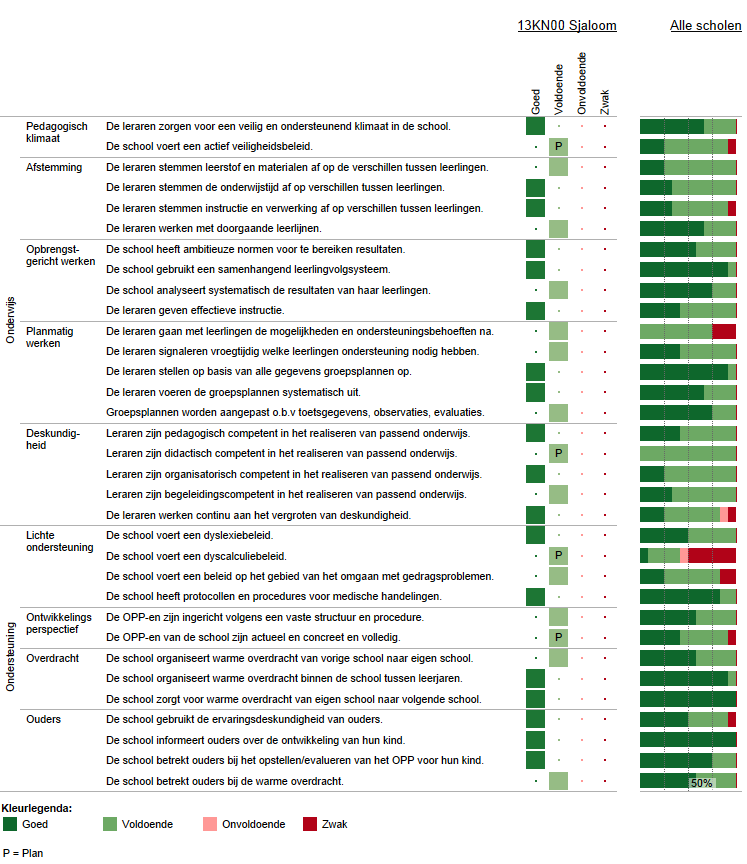 13KN00 Sjaloom Alle scholen
Goed Voldoende Onvoldoende Zwak
Onderwijs
Pedagogisch klimaat
De leraren zorgen voor een veilig en ondersteunend klimaat in de school.
De school voert een actief veiligheidsbeleid. P
Afstemming De leraren stemmen leerstof en materialen af op de verschillen tussen leerlingen.
De leraren stemmen de onderwijstijd af op verschillen tussen leerlingen.
De leraren stemmen instructie en verwerking af op verschillen tussen leerlingen.
De leraren werken met doorgaande leerlijnen.
Opbrengst-
gericht werken
De school heeft ambitieuze normen voor te bereiken resultaten.
De school gebruikt een samenhangend leerlingvolgsysteem.
De school analyseert systematisch de resultaten van haar leerlingen.
De leraren geven effectieve instructie.
Planmatig
werken
De leraren gaan met leerlingen de mogelijkheden en ondersteuningsbehoeften na.
De leraren signaleren vroegtijdig welke leerlingen ondersteuning nodig hebben.
De leraren stellen op basis van alle gegevens groepsplannen op.
De leraren voeren de groepsplannen systematisch uit.
Groepsplannen worden aangepast o.b.v toetsgegevens, observaties, evaluaties.
Deskundig-
heid
Leraren zijn pedagogisch competent in het realiseren van passend onderwijs.
Leraren zijn didactisch competent in het realiseren van passend onderwijs. P
Leraren zijn organisatorisch competent in het realiseren van passend onderwijs.
Leraren zijn begeleidingscompetent in het realiseren van passend onderwijs.
De leraren werken continu aan het vergroten van deskundigheid.
Ondersteuning
Lichte
ondersteuning
De school voert een dyslexiebeleid.
De school voert een dyscalculiebeleid. P
De school voert een beleid op het gebied van het omgaan met gedragsproblemen.
De school heeft protocollen en procedures voor medische handelingen.
Ontwikkelings
perspectief
De OPP-en zijn ingericht volgens een vaste structuur en procedure.
De OPP-en van de school zijn actueel en concreet en volledig. P
Overdracht De school organiseert warme overdracht van vorige school naar eigen school.
De school organiseert warme overdracht binnen de school tussen leerjaren.
De school zorgt voor warme overdracht van eigen school naar volgende school.
Ouders De school gebruikt de ervaringsdeskundigheid van ouders.
De school informeert ouders over de ontwikkeling van hun kind.
De school betrekt ouders bij het opstellen/evalueren van het OPP voor hun kind.
De school betrekt ouders bij de warme overdracht. 50%
Kleurlegenda:
Goed Voldoende Onvoldoende Zwak
P = Plan